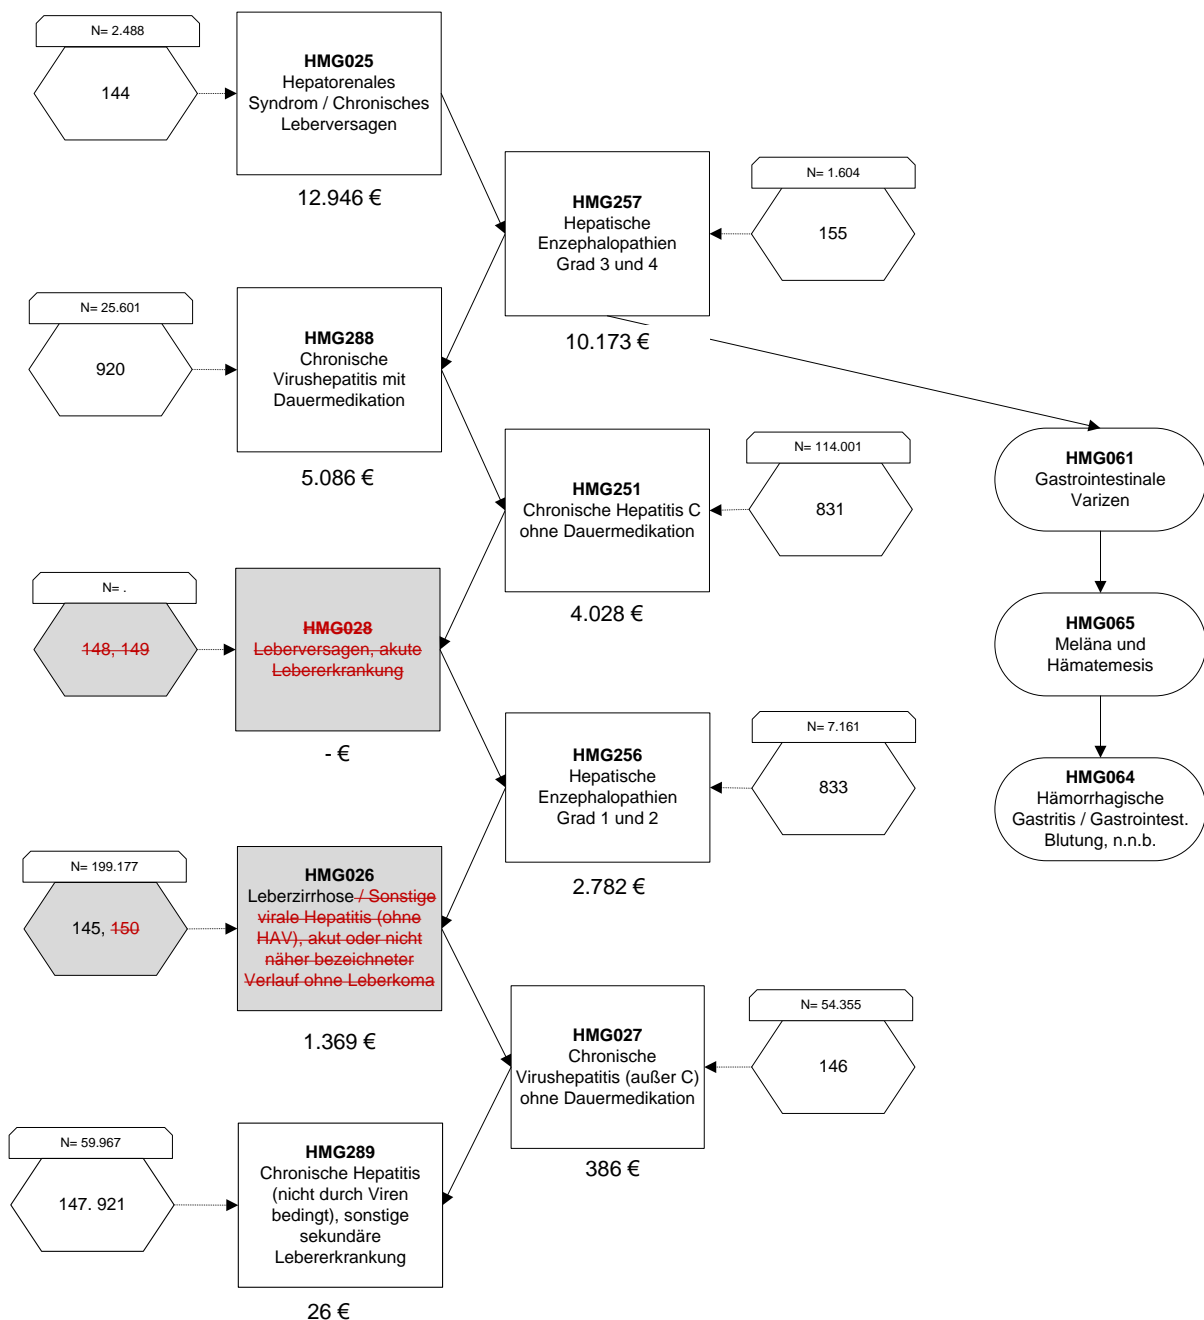 N= 2.488
144
HMG025
Hepatorenales
Syndrom / Chronisches
Leberversagen
12.946 €
HMG257
Hepatische
Enzephalopathien
Grad 3 und 4
10.173 €
N= 1.604
155
N= 25.601
920
HMG288
Chronische
Virushepatitis mit
Dauermedikation
5.086 €
HMG251
Chronische Hepatitis C
ohne Dauermedikation
4.028 €
N= 114.001
831
HMG061
Gastrointestinale
Varizen
N= .
148, 149
HMG028
Leberversagen, akute
Lebererkrankung
- €
HMG065
Meläna und
Hämatemesis
HMG256
Hepatische
Enzephalopathien
Grad 1 und 2
2.782 €
N= 7.161
833
HMG064
Hämorrhagische
Gastritis / Gastrointest.
Blutung, n.n.b.
N= 199.177
145, 150
HMG026
Leberzirrhose / Sonstige
virale Hepatitis (ohne
HAV), akut oder nicht
näher bezeichneter
Verlauf ohne Leberkoma
1.369 €
HMG027
Chronische
Virushepatitis (außer C)
ohne Dauermedikation
386 €
N= 54.355
146
N= 59.967
147. 921
HMG289
Chronische Hepatitis
(nicht durch Viren
bedingt), sonstige
sekundäre
Lebererkrankung
26 €